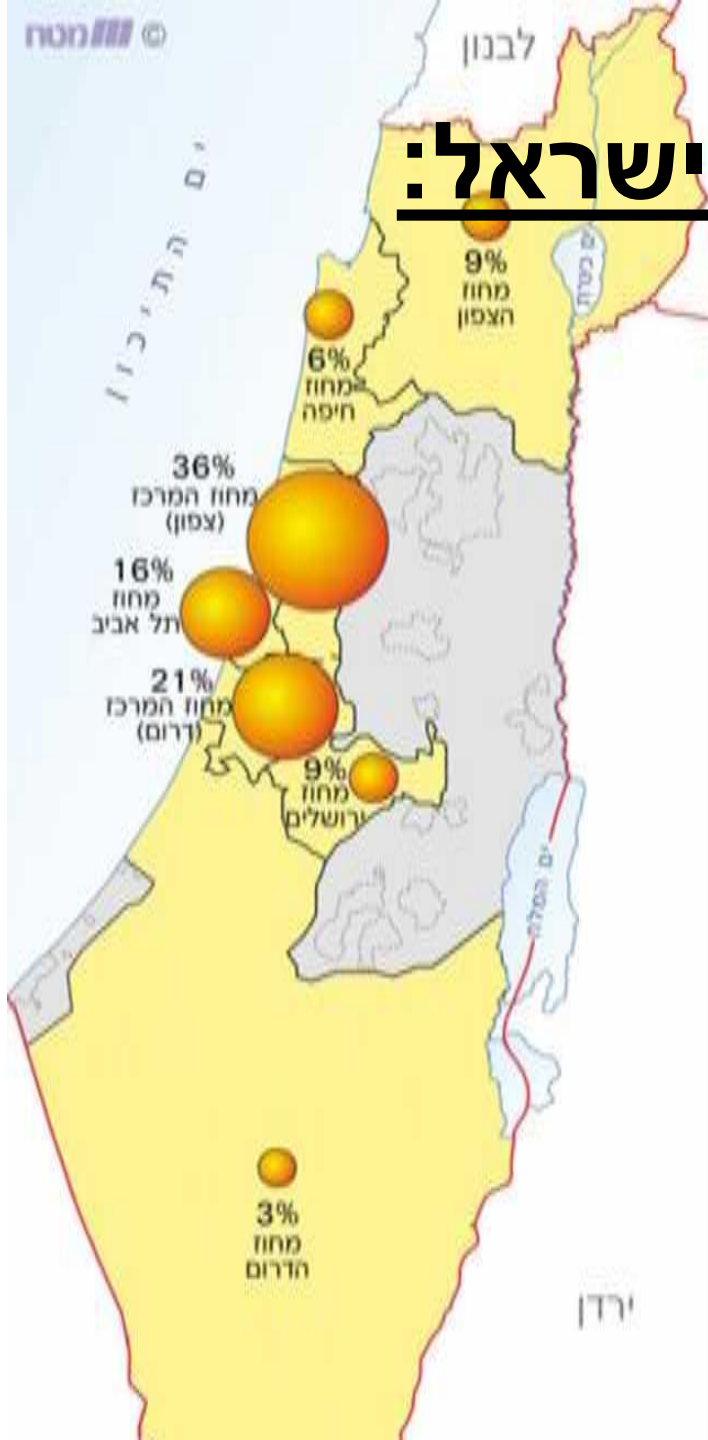 © מטח
לבנון
ישראל:
ים התיכון
9%
מחוז
הצפון
ים כינרת
6%
מחוז
חיפה
36%
מחוז המרכז
(צפון)
16%
מחוז
תל אביב
21%
מחוז המרכז
(דרום)
9%
מחוז
ירושלים
ים המלח
3%
מחוז
הדרום
ירדן